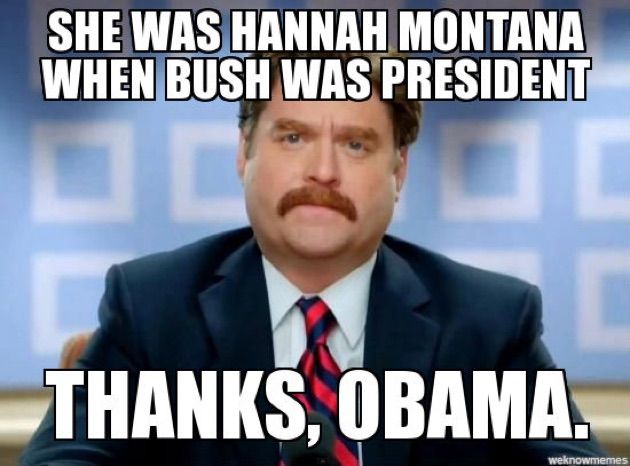 SHE WAS HANNAH MONTANA
WHEN BUSH WAS PRESIDENT
THANKS, OBAMA.
weknowmemes